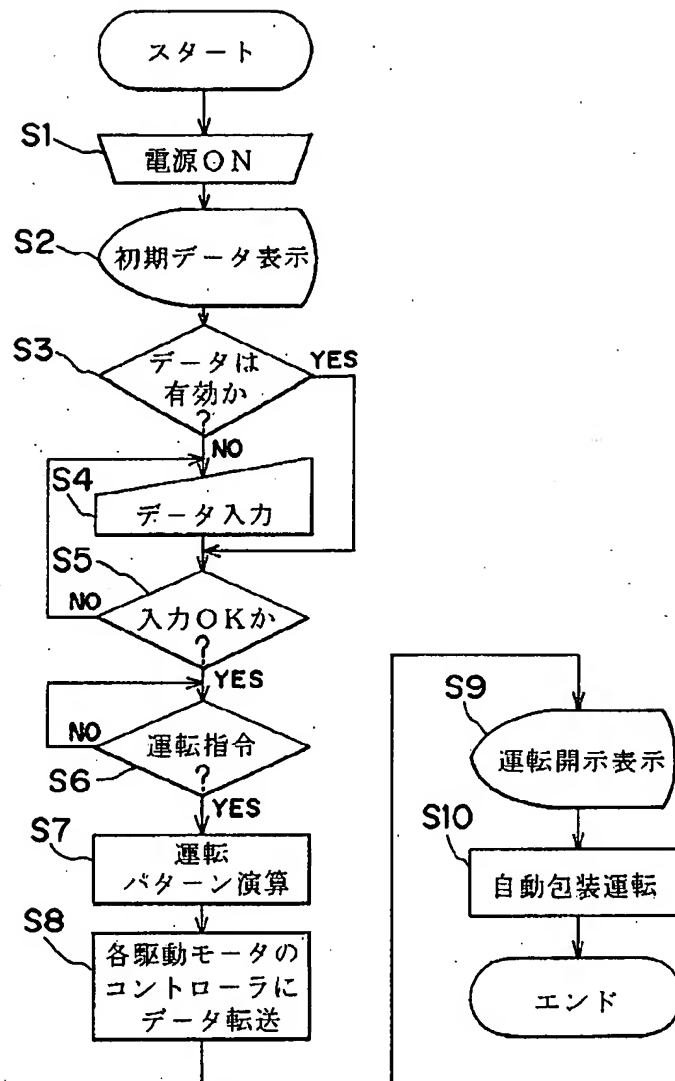 スタート
S1
電源ON
S2
初期データ表示
S3
データは
有効か
?
YES
NO
S4
データ入力
S5
NO
入力OKか
?
YES
NO
運転指令
?
S6
YES
S7
運転
パターン演算
S8
各駆動モータの
コントローラに
データ転送
S9
運転開示表示
S10
自動包装運転
エンド